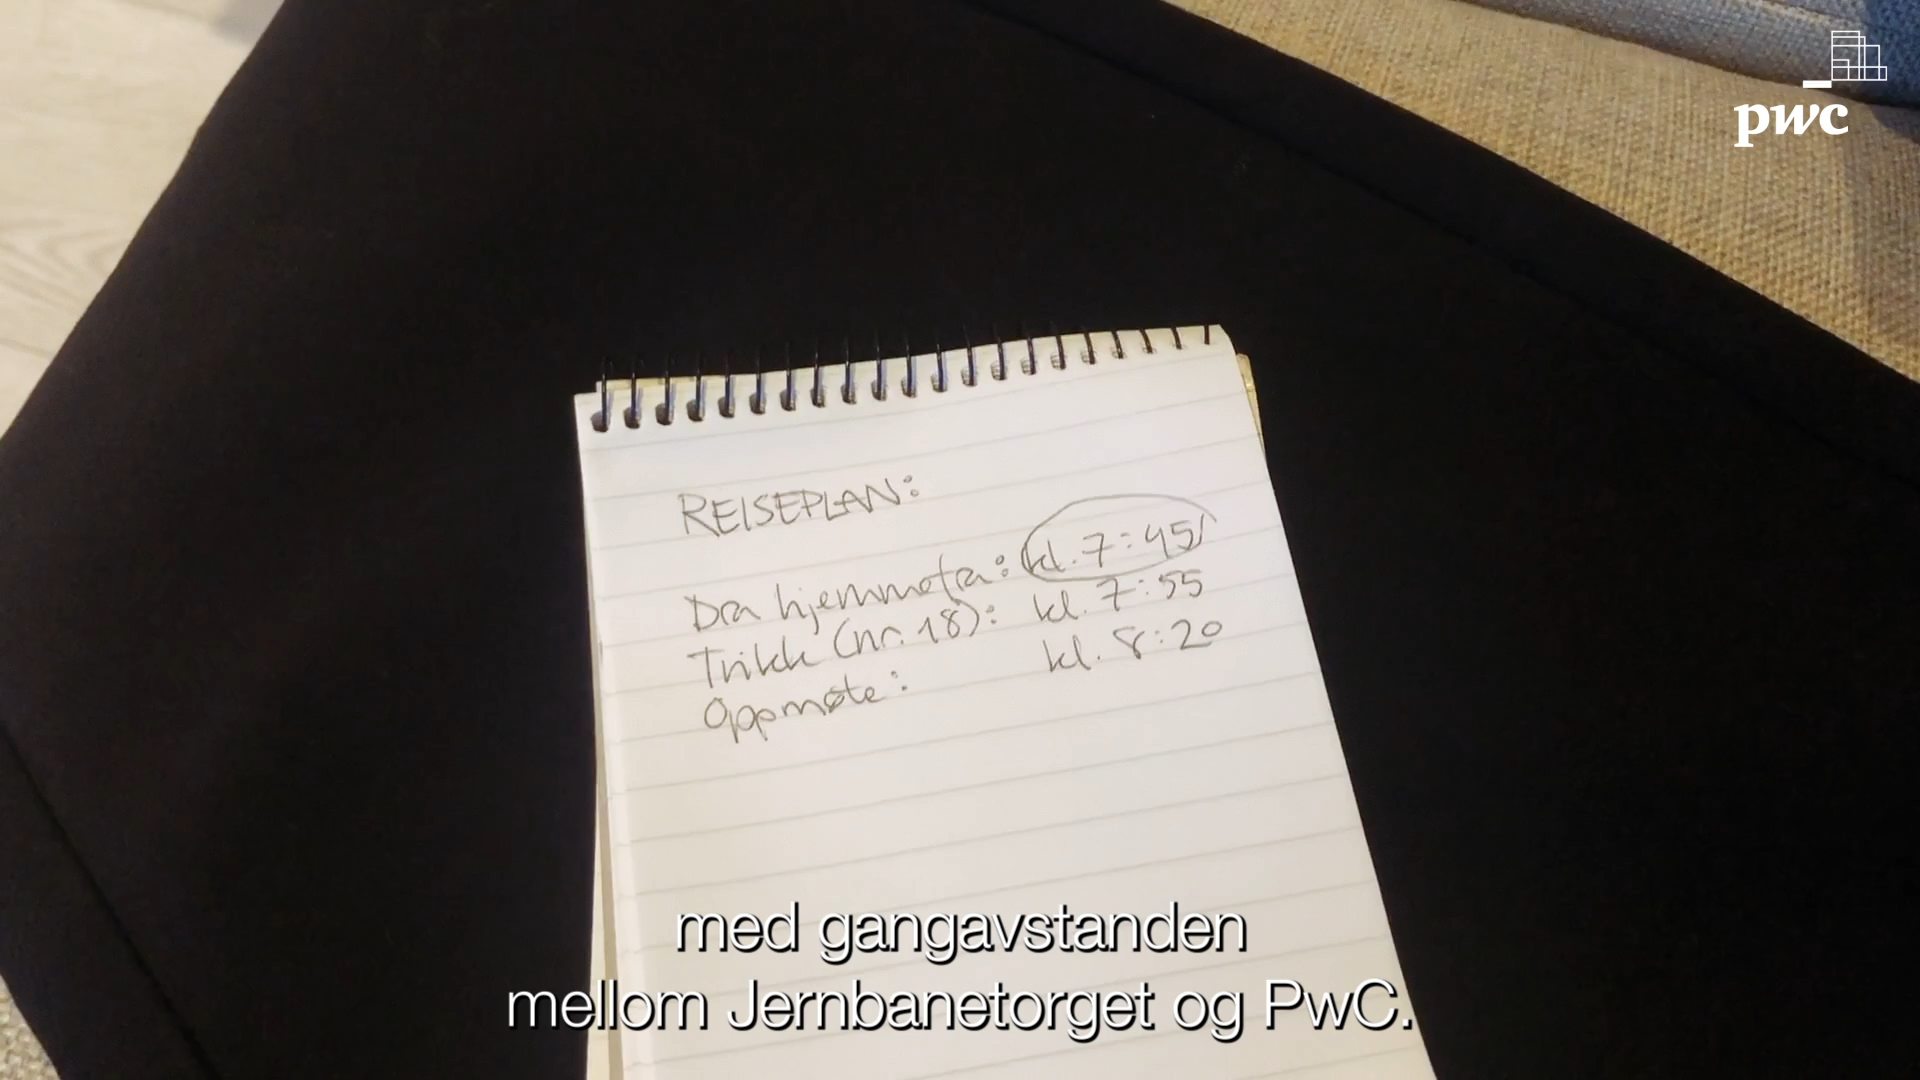 pwc
REISEPLAN:
Dra hjemmefra: kl. 7:45
Trikk (nr. 18): kl. 7:55
Oppmøte: kl. 8:20
med gangavstanden
mellom Jernbanetorget og PwC.